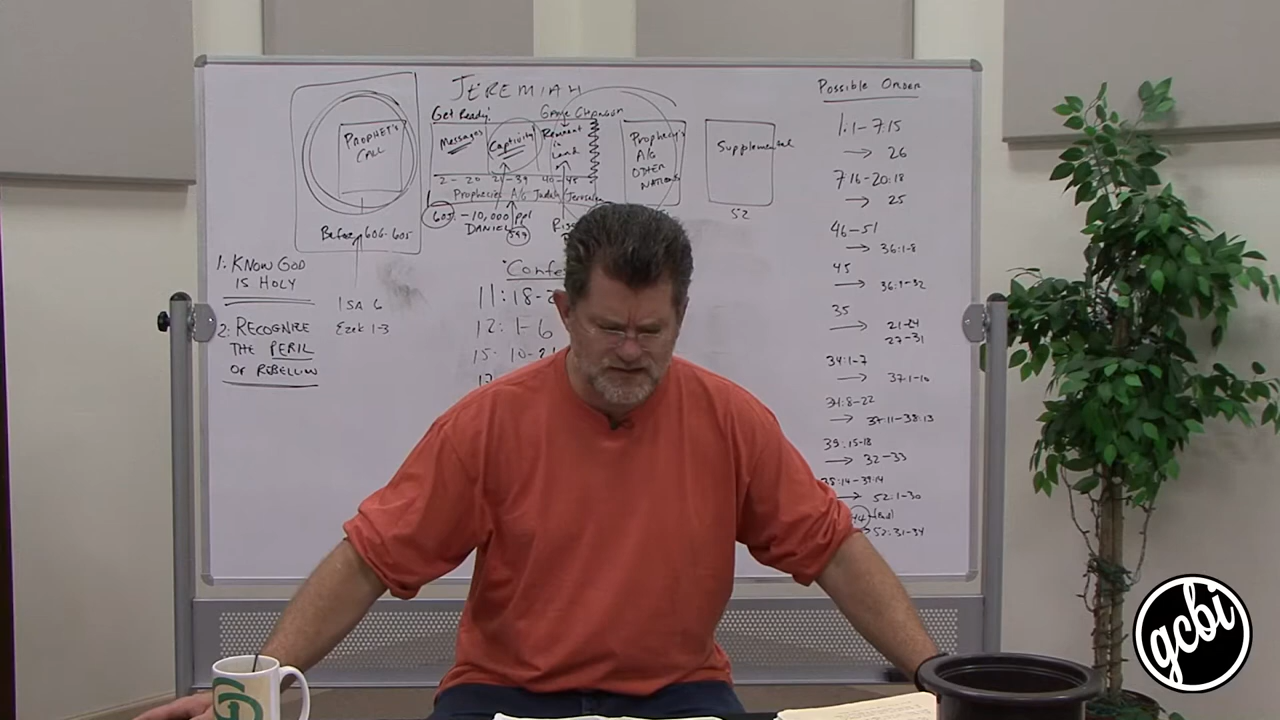 JEREMIAH
PROPHET'S
CALL
Before 606-605
ISA 6
Ezek 1-3
1. KNOW GOD
IS HOLY
2. RECOGNIZE
THE PERIL
OF REBELLION
Get Ready!
GAME CHANGER
Messages
Captivity
Remnant
in
Land
2-20
40-45
Prophecies A/G Judah/Jerusalem
605 -10,000 ppl
DANIEL
597
11:18-2
12:1-6
15:10-21
Prophecy's
A/G
OTHER
NATIONS
Supplemental
52
Possible Order
1:1-7:15
→ 26
7:16-20:18
→ 25
46-51
→ 36:1-8
45
→ 36:9-32
35
→ 21-24
27-31
34:1-7
→ 37:1-10
34:8-22
→ 37:11-38:13
39:15-18
→ 32-33
38:14-39:14
→ 52:1-30
52:31-34
gcbi